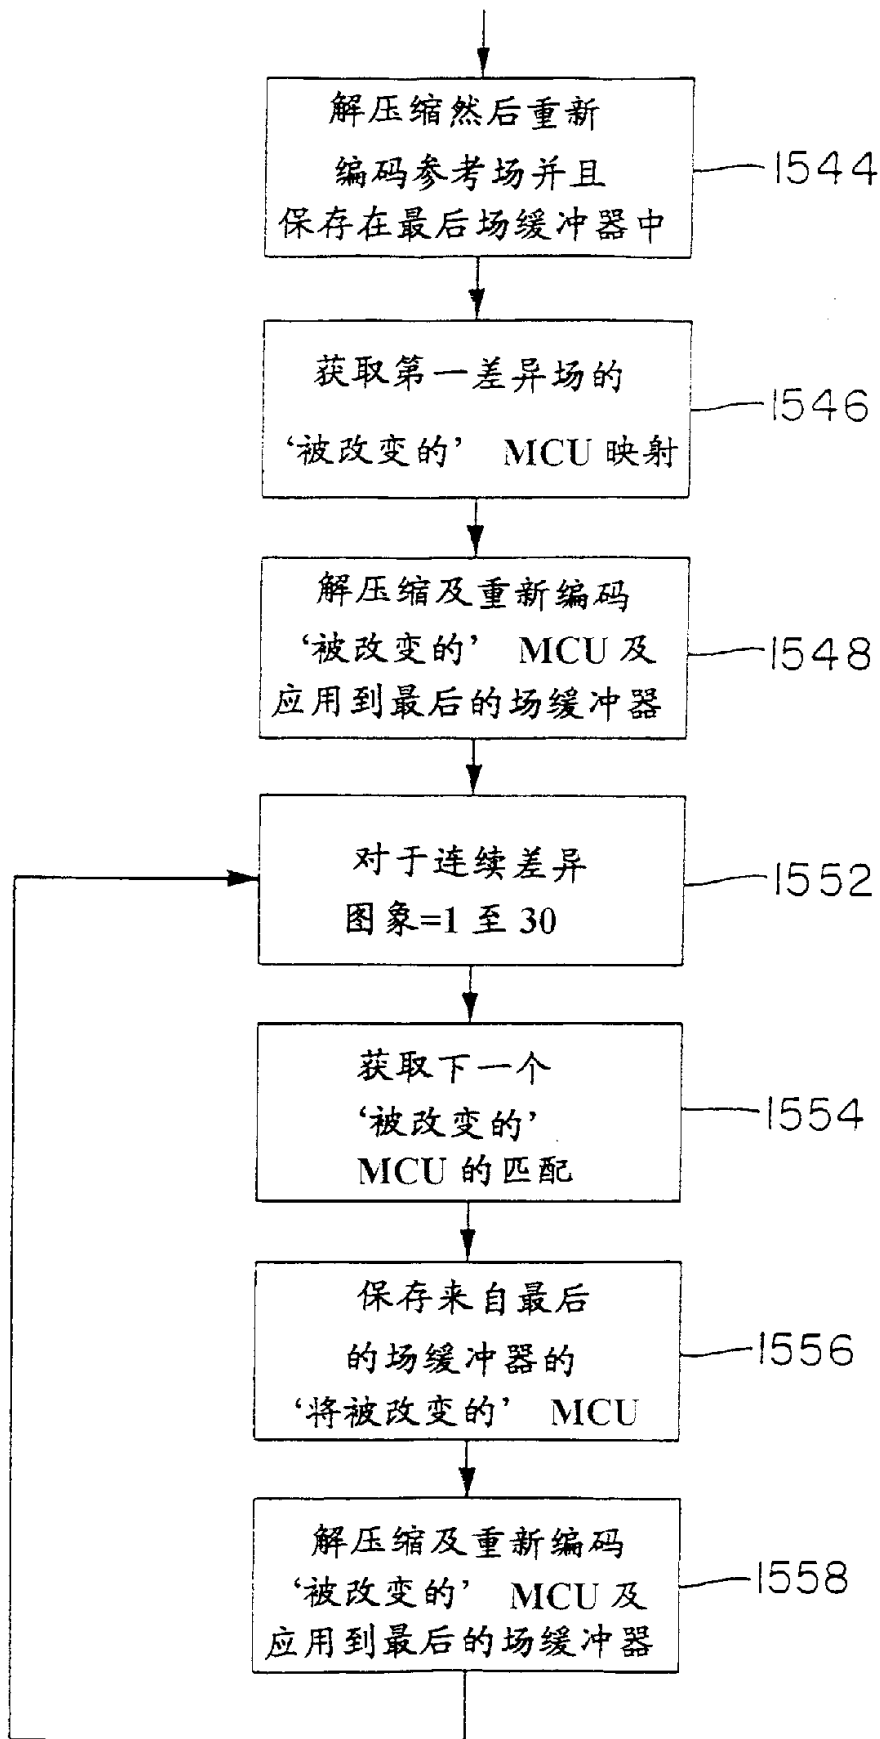 解压缩然后重新
编码参考场并且
保存在最后场缓冲器中
1544
获取第一差异场的
‘被改变的’ MCU 映射
1546
解压缩及重新编码
‘被改变的’ MCU 及
应用到最后的场缓冲器
1548
对于连续差异
图象=1 至 30
1552
获取下一个
‘被改变的’
MCU 的匹配
1554
保存来自最后
的场缓冲器的
‘将被改变的’ MCU
1556
解压缩及重新编码
‘被改变的’ MCU 及
应用到最后的场缓冲器
1558